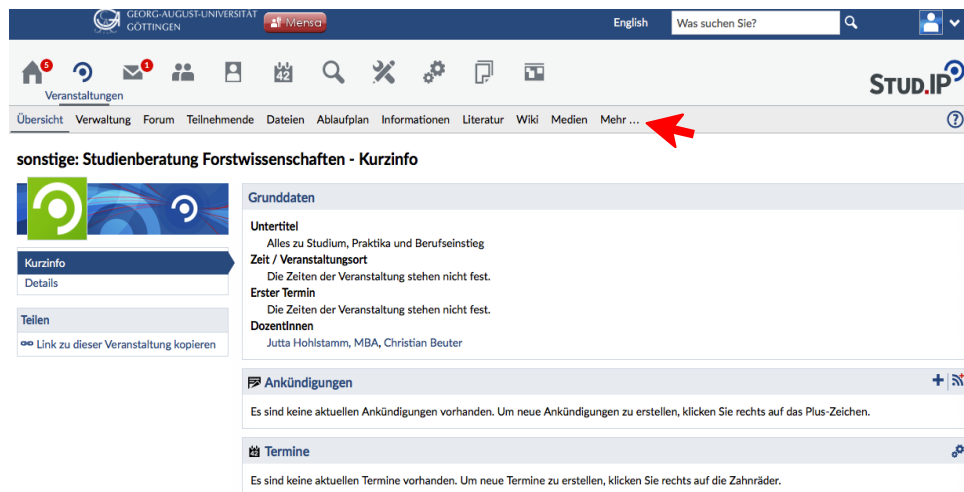 GEORG-AUGUST-UNIVERSITÄT
GÖTTINGEN
Mensa
English
Was suchen Sie?
5
1
42
Veranstaltungen
STUD.IP
Übersicht Verwaltung Forum Teilnehmende Dateien Ablaufplan Informationen Literatur Wiki Medien Mehr ...
?
sonstige: Studienberatung Forstwissenschaften - Kurzinfo
Kurzinfo
Details
Teilen
Link zu dieser Veranstaltung kopieren
Grunddaten
Untertitel
Alles zu Studium, Praktika und Berufseinstieg
Zeit / Veranstaltungsort
Die Zeiten der Veranstaltung stehen nicht fest.
Erster Termin
Die Zeiten der Veranstaltung stehen nicht fest.
DozentInnen
Jutta Hohlstamm, MBA, Christian Beuter
Ankündigungen
Es sind keine aktuellen Ankündigungen vorhanden. Um neue Ankündigungen zu erstellen, klicken Sie rechts auf das Plus-Zeichen.
42 Termine
Es sind keine aktuellen Termine vorhanden. Um neue Termine zu erstellen, klicken Sie rechts auf die Zahnräder.